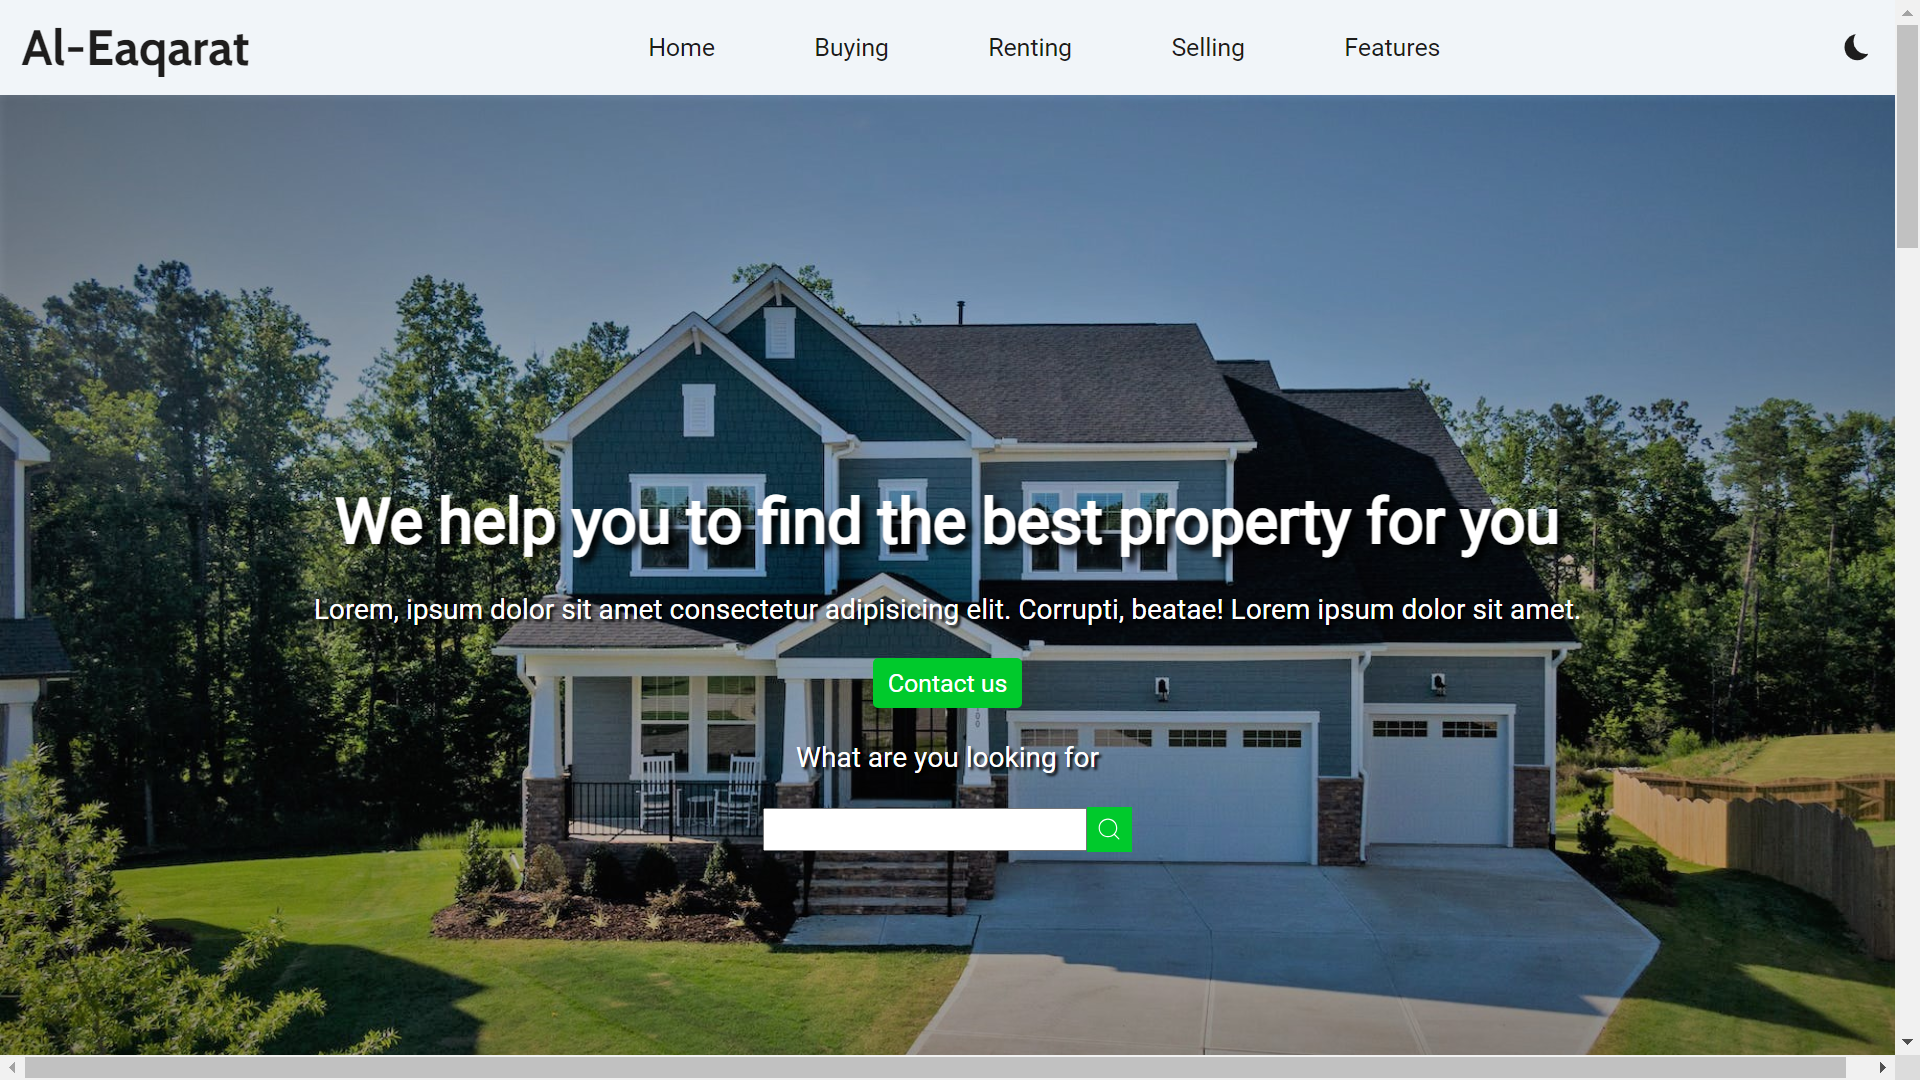 Al-Eaqarat
Home
Buying
Renting
Selling
Features
We help you to find the best property for you
Lorem, ipsum dolor sit amet consectetur adipisicing elit. Corrupti, beatae! Lorem ipsum dolor sit amet.
Contact us
What are you looking for